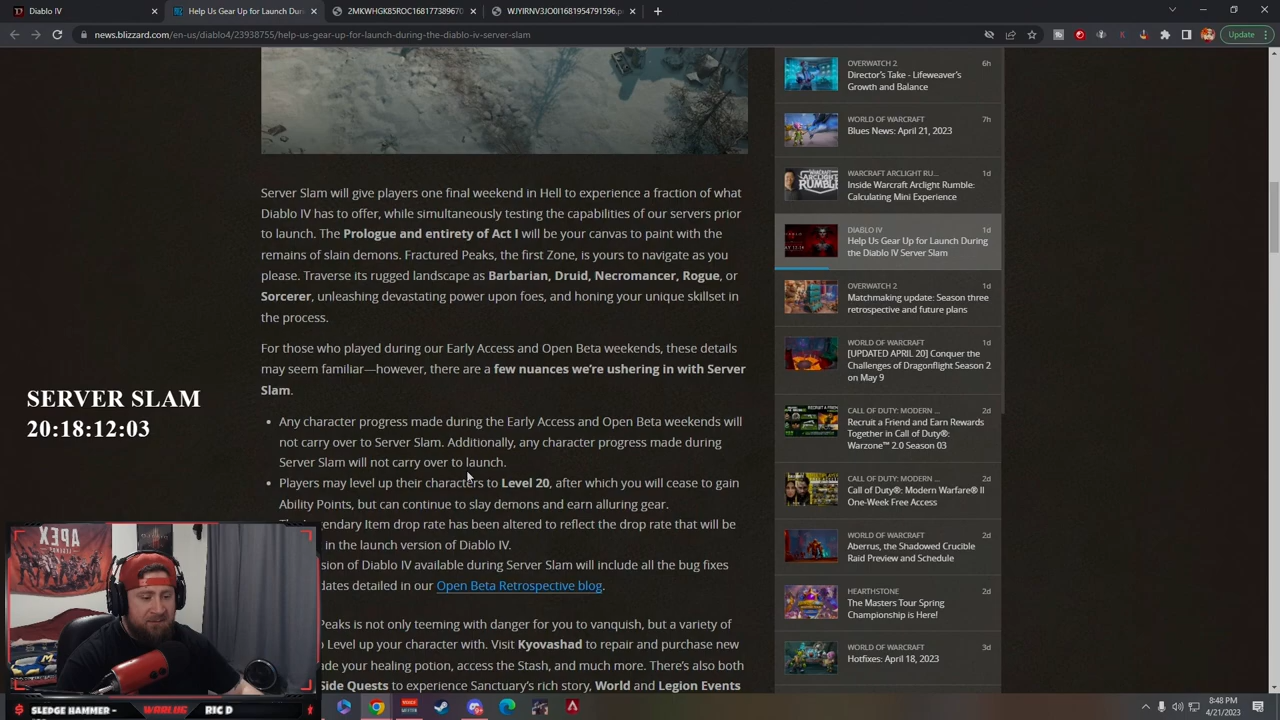 Diablo IV
Help Us Gear Up for Launch Durin
2MKWHGK85ROC16817738967
WJYIRNV3JO0I1681954791596.p
news.blizzard.com/en-us/diablo4/23938755/help-us-gear-up-for-launch-during-the-diablo-iv-server-slam
Update
Server Slam will give players one final weekend in Hell to experience a fraction of what
Diablo IV has to offer, while simultaneously testing the capabilities of our servers prior
to launch. The Prologue and entirety of Act I will be your canvas to paint with the
remains of slain demons. Fractured Peaks, the first Zone, is yours to navigate as you
please. Traverse its rugged landscape as Barbarian, Druid, Necromancer, Rogue, or
Sorcerer, unleashing devastating power upon foes, and honing your unique skillset in
the process.
For those who played during our Early Access and Open Beta weekends, these details
may seem familiar—however, there are a few nuances we're ushering in with Server
Slam.
Any character progress made during the Early Access and Open Beta weekends will
not carry over to Server Slam. Additionally, any character progress made during
Server Slam will not carry over to launch.
Players may level up their characters to Level 20, after which you will cease to gain
Ability Points, but can continue to slay demons and earn alluring gear.
gendary Item drop rate has been altered to reflect the drop rate that will be
in the launch version of Diablo IV.
sion of Diablo IV available during Server Slam will include all the bug fixes
dates detailed in our Open Beta Retrospective blog.
Peaks is not only teeming with danger for you to vanquish, but a variety of
o Level up your character with. Visit Kyovashad to repair and purchase new
ade your healing potion, access the Stash, and much more. There's also both
Side Quests to experience Sanctuary's rich story, World and Legion Events
OVERWATCH 2 6h
Director's Take - Lifeweaver's
Growth and Balance
WORLD OF WARCRAFT 7h
Blues News: April 21, 2023
WARCRAFT ARCLIGHT RU... 1d
Inside Warcraft Arclight Rumble:
Calculating Mini Experience
DIABLO IV 1d
Help Us Gear Up for Launch During
the Diablo IV Server Slam
OVERWATCH 2 1d
Matchmaking update: Season three
retrospective and future plans
WORLD OF WARCRAFT 1d
[UPDATED APRIL 20] Conquer the
Challenges of Dragonflight Season 2
on May 9
CALL OF DUTY: MODERN ... 2d
Recruit a Friend and Earn Rewards
Together in Call of Duty®:
Warzone™ 2.0 Season 03
CALL OF DUTY: MODERN ... 2d
Call of Duty®: Modern Warfare® II
One-Week Free Access
WORLD OF WARCRAFT 2d
Aberrus, the Shadowed Crucible
Raid Preview and Schedule
HEARTHSTONE 2d
The Masters Tour Spring
Championship is Here!
WORLD OF WARCRAFT 3d
Hotfixes: April 18, 2023
SERVER SLAM
20:18:12:03
APEX
SLEDGE HAMMER -
RIC D
8:48 PM
4/21/2023